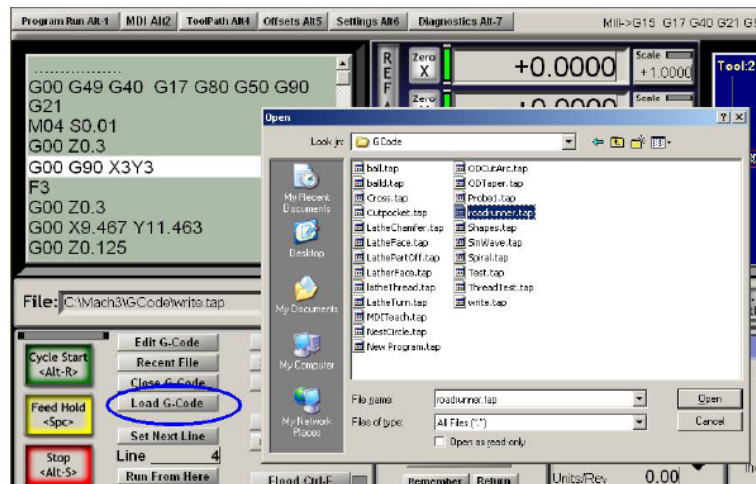 Program Run Alt-1 MDI Alt2 ToolPath Alt4 Offsets Alt5 Settings Alt6 Diagnostics Alt-7 Mill->G15 G17 G40 G21
..................
G00 G49 G40 G17 G80 G50 G90
G21
M04 S0.01
G00 Z0.3
G00 G90 X3Y3
F3
G00 Z0.3
G00 X9.467 Y11.463
G00 Z0.125
R
E
F
Zero
X
+0.0000
Scale
+1.0000
Tool:2
Zero
Scale
Open
Look in:
GCode
My Recent
Documents
Desktop
My Documents
My Computer
My Network
Places
ball.tap
balld.tap
Cross.tap
Cutpocket.tap
LatheChamfer.tap
LatheFace.tap
LathePartOff.tap
LatherFace.tap
latheThread.tap
LatheTurn.tap
MDITeach.tap
NestCircle.tap
New Program.tap
ODCutArc.tap
ODTaper.tap
Probe1.tap
roadrunner.tap
Shapes.tap
SinWave.tap
Spiral.tap
Test.tap
ThreadTest.tap
write.tap
File name:
roadrunner.tap
Open
Files of type:
All Files (*.*)
Cancel
Open as read-only
File: C:\Mach3\GCode\write.tap
Cycle Start
<Alt-R>
Feed Hold
<Spc>
Stop
<Alt-S>
Edit G-Code
Recent File
Close G-Code
Load G-Code
Set Next Line
Line 4
Run From Here
Flood Ctrl-F
Remember Return
Units/Rev 0.00